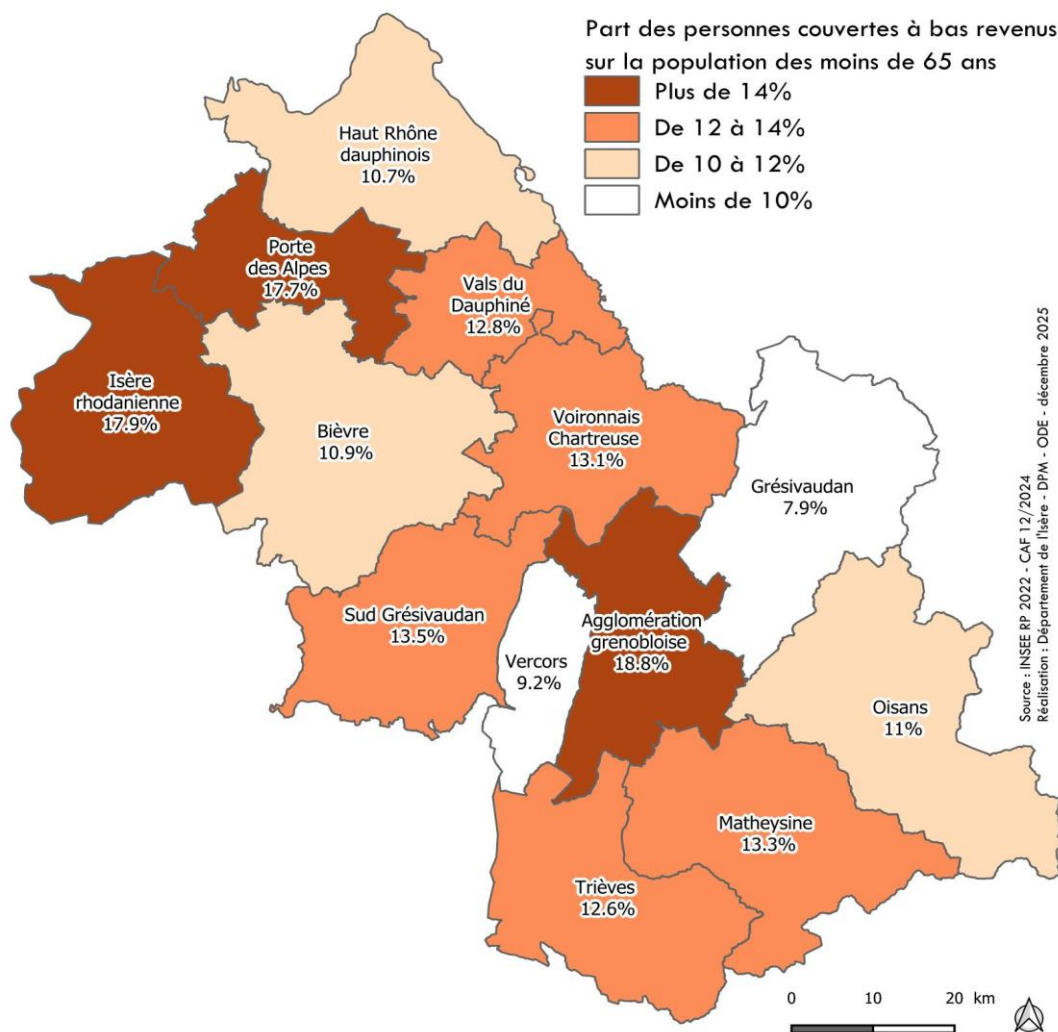 Part des personnes couvertes à bas revenus
sur la population des moins de 65 ans
Plus de 14%
De 12 à 14%
De 10 à 12%
Moins de 10%
Haut Rhône
dauphinois
10.7%
Porte
des Alpes
17.7%
Vals du
Dauphiné
12.8%
Isère
rhodanienne
17.9%
Bièvre
10.9%
Voironnais
Chartreuse
13.1%
Grésivaudan
7.9%
Sud Grésivaudan
13.5%
Vercors
9.2%
Agglomération
grenobloise
18.8%
Oisans
11%
Matheysine
13.3%
Trièves
12.6%
Source : INSEE RP 2022 - CAF 12/2024
Réalisation : Département de l'Isère - DPM - ODE - décembre 2025
0 10 20 km